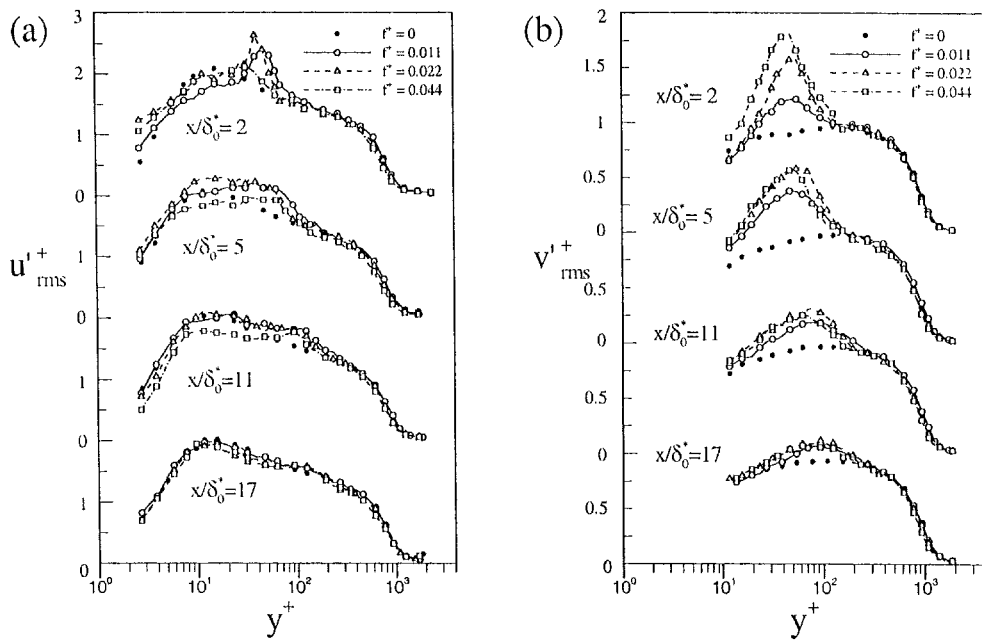 (a)
3
2
1
0
1
0
1
0
1
0
f⁺ = 0
f⁺ = 0.011
f⁺ = 0.022
f⁺ = 0.044
x/δ₀*= 2
x/δ₀*= 5
x/δ₀*=11
x/δ₀*=17
u'⁺rms
10⁰
10¹
10²
10³
y⁺
(b)
2
1.5
1
0.5
0
0.5
0
0.5
0
0.5
0
f⁺ = 0
f⁺ = 0.011
f⁺ = 0.022
f⁺ = 0.044
x/δ₀*= 2
x/δ₀*= 5
x/δ₀*= 11
x/δ₀*=17
v'⁺rms
10⁰
10¹
10²
10³
y⁺